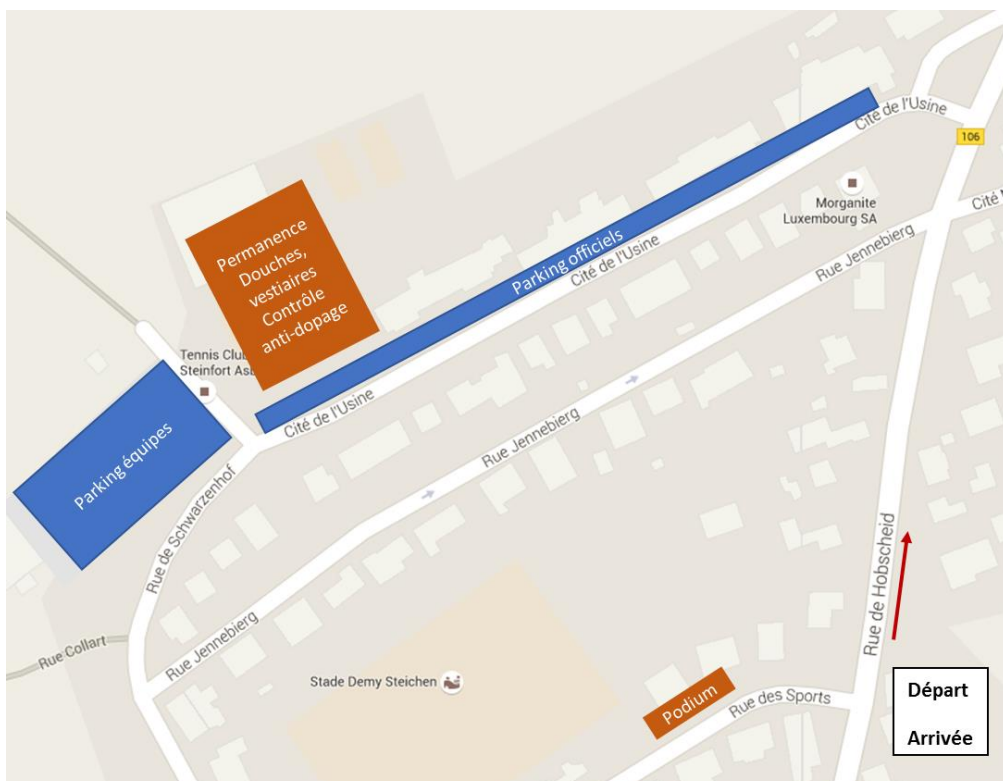 Cité de l'Usine
106
Morganite
Luxembourg SA
Permanence
Douches,
vestiaires
Contrôle
anti-dopage
Parking officiels
Cité de l'Usine
Rue Jennebierg
Tennis Club
Steinfort As
Cité de l'Usine
Parking équipes
Rue Jennebierg
Rue de Schwarzenhof
Rue de Hobscheid
Rue Jennebierg
Rue Collart
Stade Demy Steichen
Podium
Rue des Sports
Départ
Arrivée